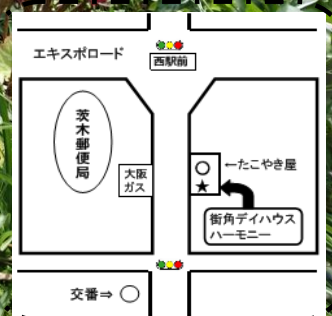 エキスポロード
西駅前
茨木郵便局
大阪
ガス
←たこやき屋
街角デイハウス
ハーモニー
交番⇒